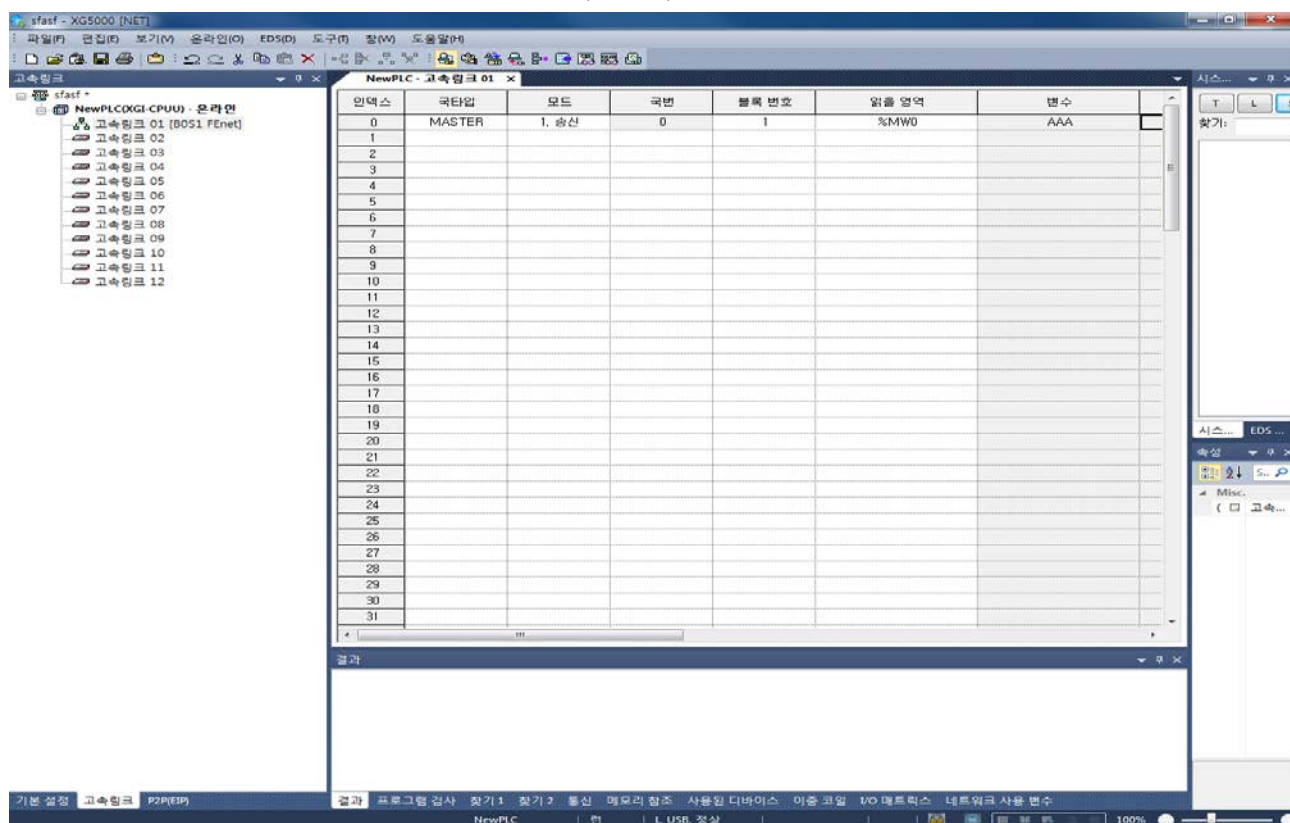 sfasf - XG5000 [NET]
파일(F) 편집(E) 보기(V) 온라인(O) EDS(D) 도구(T) 창(W) 도움말(H)
고속링크
NewPLC - 고속링크 01
시스...
sfasf *
NewPLC(XGI-CPUU) - 온라인
고속링크 01 [B0S1 FEnet]
고속링크 02
고속링크 03
고속링크 04
고속링크 05
고속링크 06
고속링크 07
고속링크 08
고속링크 09
고속링크 10
고속링크 11
고속링크 12
인덱스 국타입 모드 국번 블록 번호 읽을 영역 변수
0 MASTER 1. 송신 0 1 %MW0 AAA
1
2
3
4
5
6
7
8
9
10
11
12
13
14
15
16
17
18
19
20
21
22
23
24
25
26
27
28
29
30
31
T L
찾기:
시스... EDS ...
속성
S..
Misc.
( 고속...
결과
기본 설정 고속링크 P2P(EIP)
결과 프로그램 검사 찾기 1 찾기 2 통신 메모리 참조 사용된 디바이스 이중 코일 I/O 매트릭스 네트워크 사용 변수
NewPLC 런 L, USB, 정상 100%